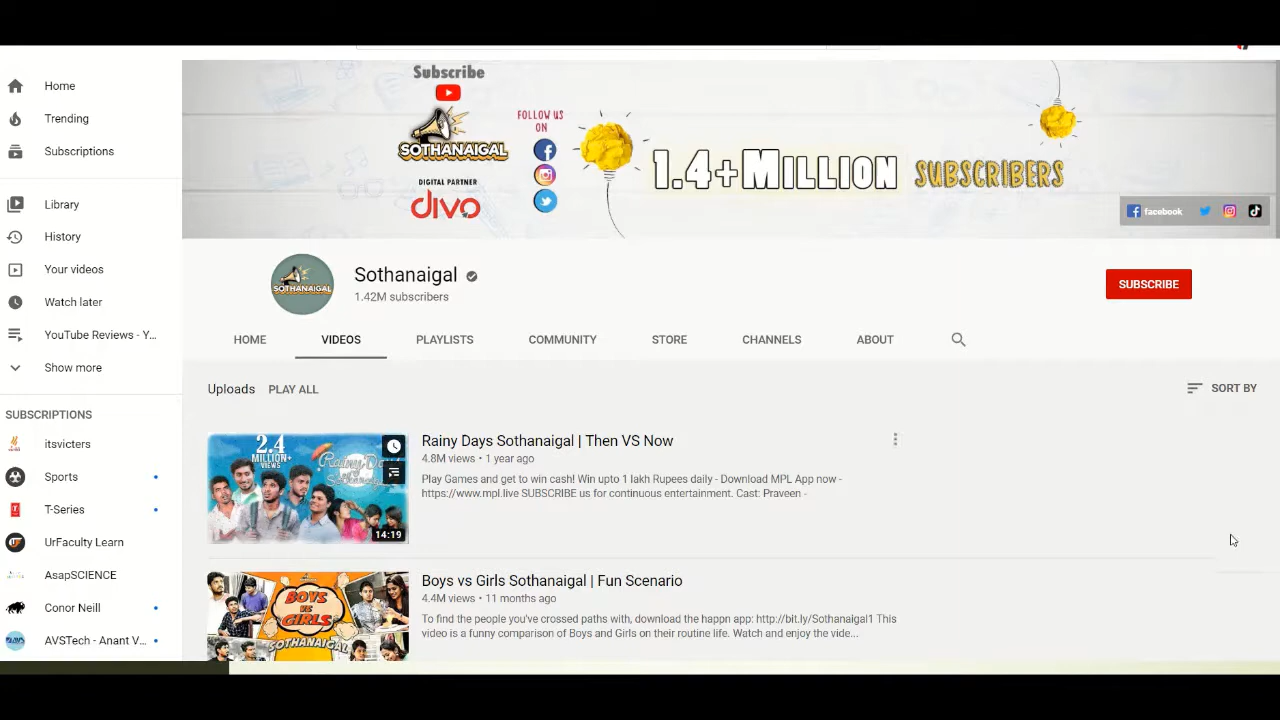 Home
Trending
Subscriptions
Library
History
Your videos
Watch later
YouTube Reviews - Y...
Show more
SUBSCRIPTIONS
itsvicters
Sports
T-Series
UrFaculty Learn
AsapSCIENCE
Conor Neill
AVSTech - Anant V...
Subscribe
SOTHANAIGAL
DIGITAL PARTNER
divo
FOLLOW US
ON
1.4+MILLION SUBSCRIBERS
facebook
SOTHANAIGAL
Sothanaigal
1.42M subscribers
SUBSCRIBE
HOME VIDEOS PLAYLISTS COMMUNITY STORE CHANNELS ABOUT
Uploads PLAY ALL
SORT BY
2.4
MILLION+
VIEWS
Rainy Days
Sothanaigal
14:19
Rainy Days Sothanaigal | Then VS Now
4.8M views • 1 year ago
Play Games and get to win cash! Win upto 1 lakh Rupees daily - Download MPL App now -
https://www.mpl.live SUBSCRIBE us for continuous entertainment. Cast: Praveen -
BOYS
VS
GIRLS
SOTHANAIGAL
Boys vs Girls Sothanaigal | Fun Scenario
4.4M views • 11 months ago
To find the people you've crossed paths with, download the happn app: http://bit.ly/Sothanaigal1 This
video is a funny comparison of Boys and Girls on their routine life. Watch and enjoy the vide...